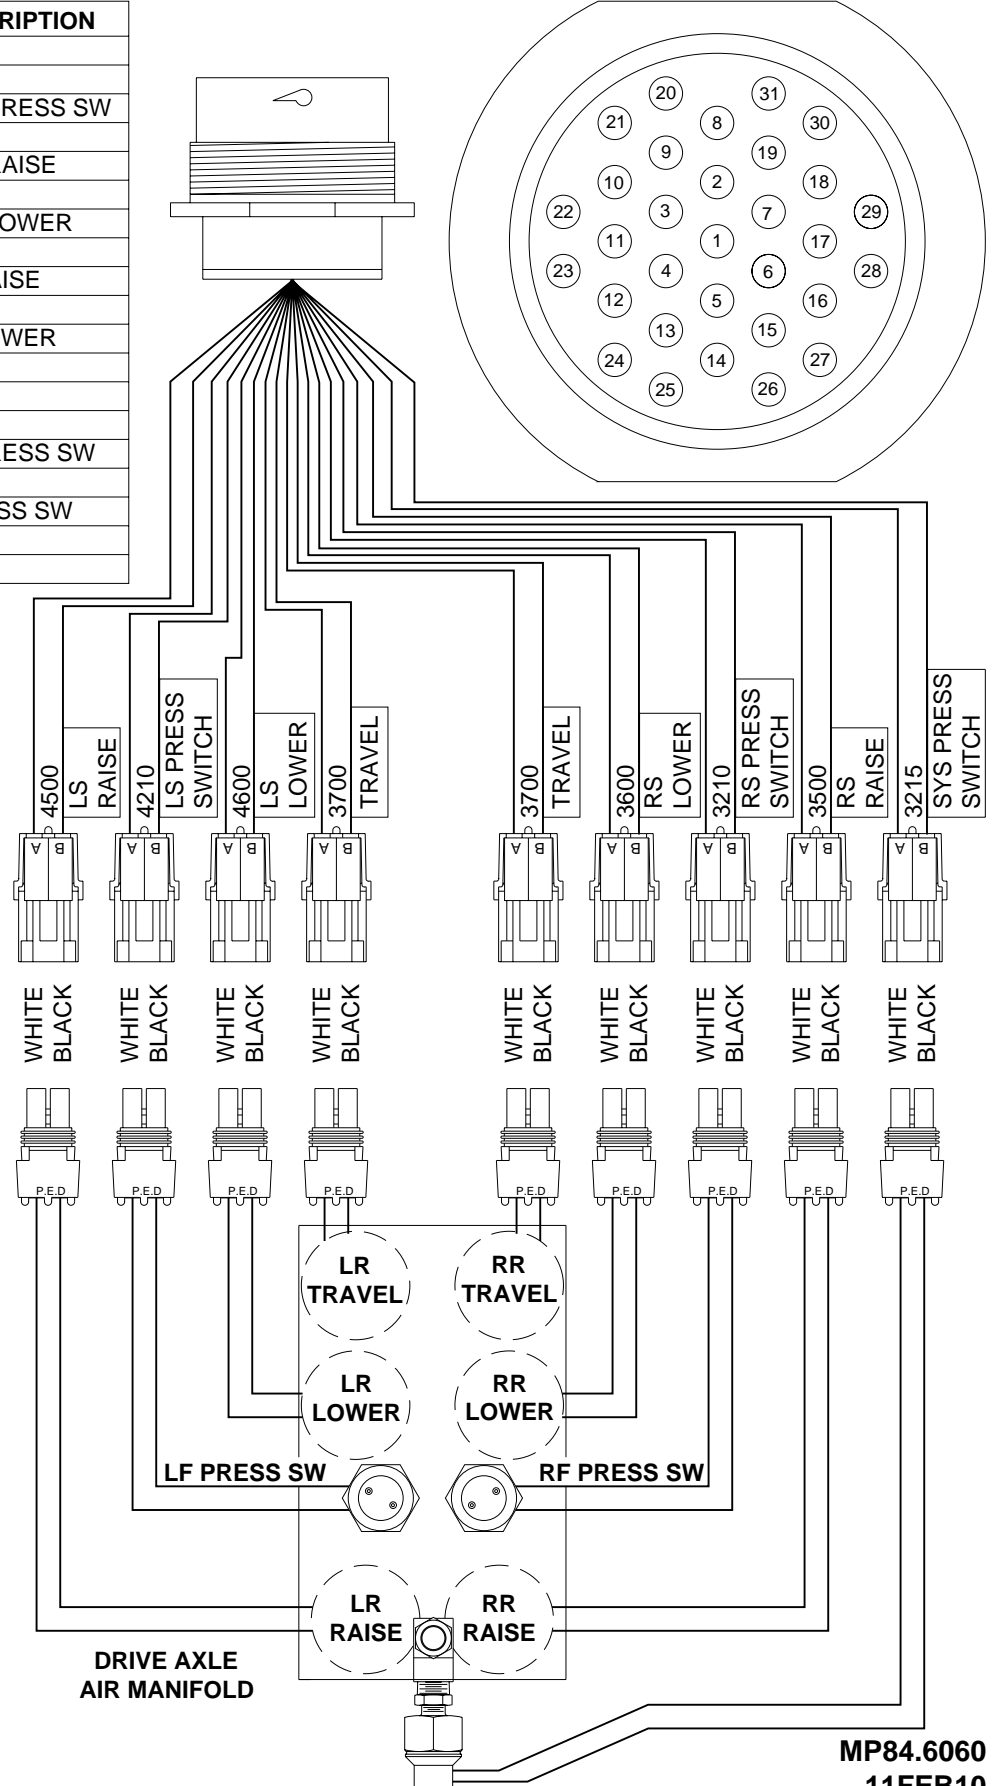 RIPTION
RESS SW
AISE
OWER
ISE
WER
ESS SW
SS SW
20
31
21
8
30
9
19
10
2
18
22
3
7
29
11
1
17
23
4
6
28
12
5
16
13
15
24
14
27
25
26
4500
LS
RAISE
4210
LS PRESS
SWITCH
4600
LS
LOWER
3700
TRAVEL
3700
TRAVEL
3600
RS
LOWER
3210
RS PRESS
SWITCH
3500
RS
RAISE
3215
SYS PRESS
SWITCH
A B
A B
A B
A B
A B
A B
A B
A B
A B
WHITE
BLACK
WHITE
BLACK
WHITE
BLACK
WHITE
BLACK
WHITE
BLACK
WHITE
BLACK
WHITE
BLACK
WHITE
BLACK
WHITE
BLACK
P.E.D
P.E.D
P.E.D
P.E.D
P.E.D
P.E.D
P.E.D
P.E.D
P.E.D
LR
TRAVEL
RR
TRAVEL
LR
LOWER
RR
LOWER
LF PRESS SW
RF PRESS SW
LR
RAISE
RR
RAISE
DRIVE AXLE
AIR MANIFOLD
MP84.6060
11FEB10